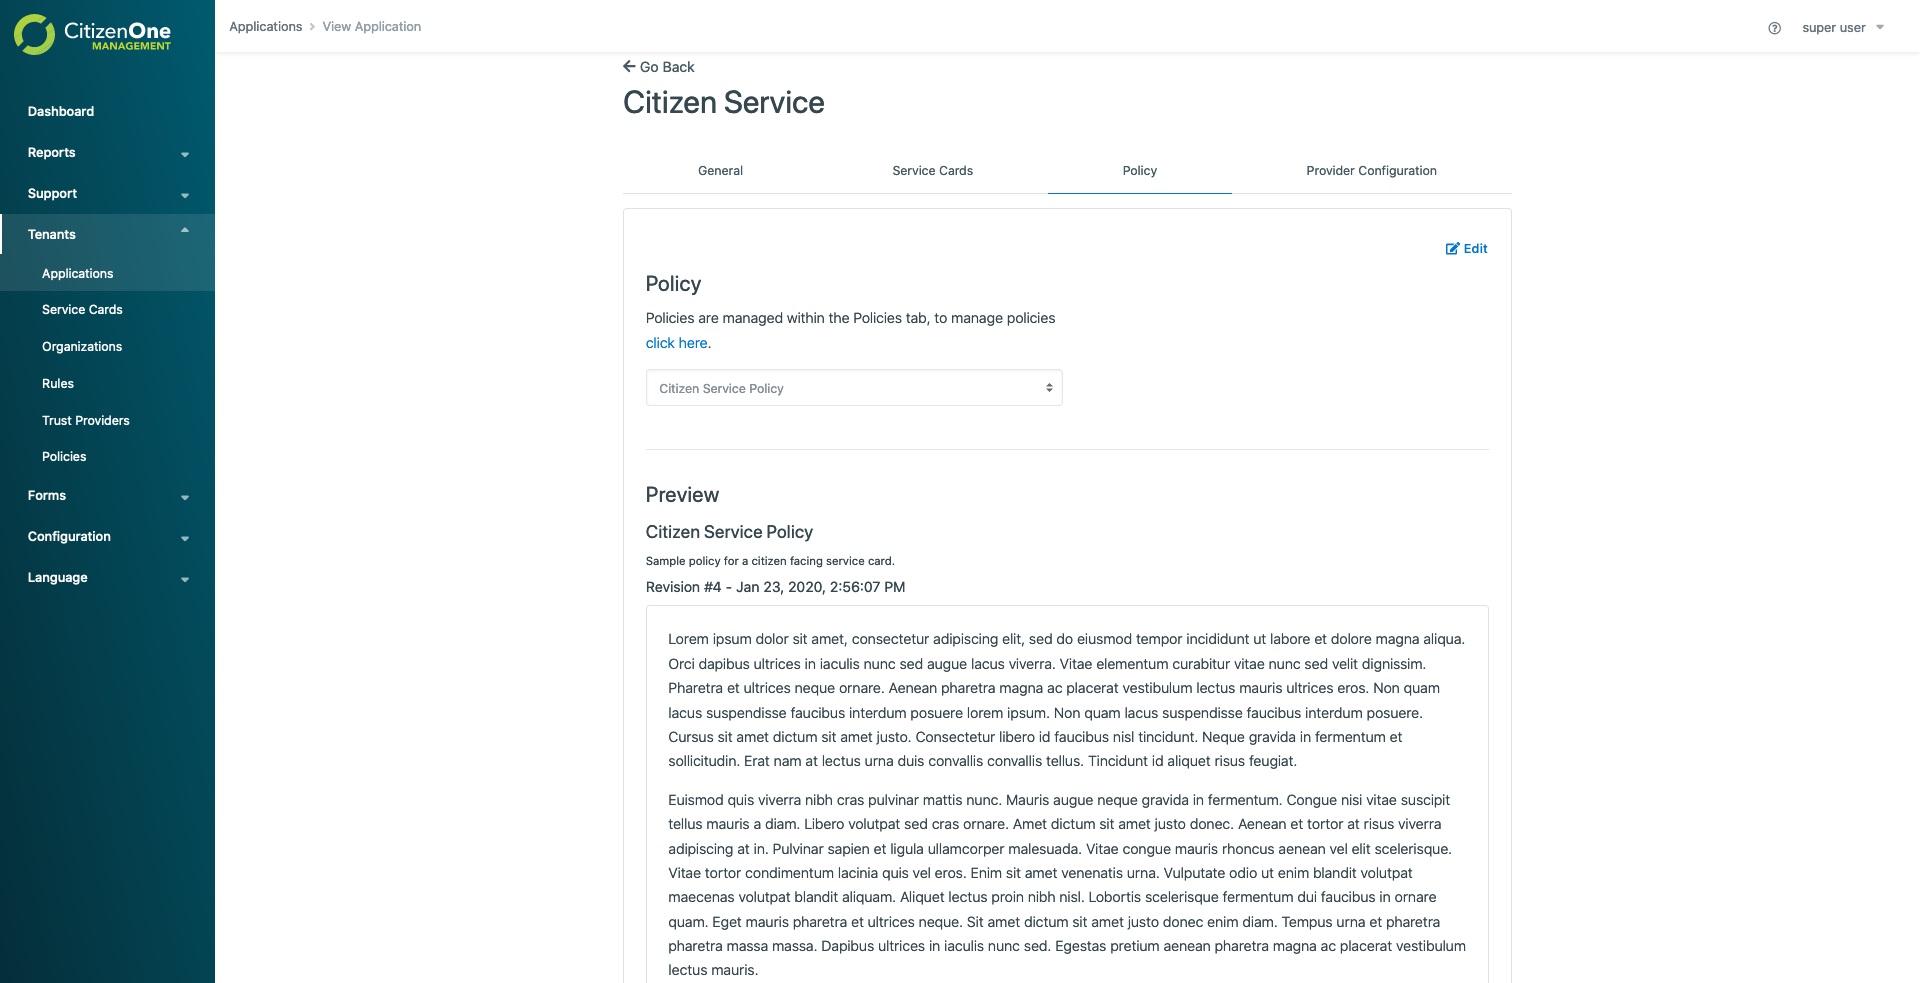 CitizenOne
MANAGEMENT
Dashboard
Reports
Support
Tenants
Applications
Service Cards
Organizations
Rules
Trust Providers
Policies
Forms
Configuration
Language
Applications > View Application
super user
Go Back
Citizen Service
General
Service Cards
Policy
Provider Configuration
Edit
Policy
Policies are managed within the Policies tab, to manage policies
click here.
Citizen Service Policy
Preview
Citizen Service Policy
Sample policy for a citizen facing service card.
Revision #4 - Jan 23, 2020, 2:56:07 PM
Lorem ipsum dolor sit amet, consectetur adipiscing elit, sed do eiusmod tempor incididunt ut labore et dolore magna aliqua.
Orci dapibus ultrices in iaculis nunc sed augue lacus viverra. Vitae elementum curabitur vitae nunc sed velit dignissim.
Pharetra et ultrices neque ornare. Aenean pharetra magna ac placerat vestibulum lectus mauris ultrices eros. Non quam
lacus suspendisse faucibus interdum posuere lorem ipsum. Non quam lacus suspendisse faucibus interdum posuere.
Cursus sit amet dictum sit amet justo. Consectetur libero id faucibus nisl tincidunt. Neque gravida in fermentum et
sollicitudin. Erat nam at lectus urna duis convallis convallis tellus. Tincidunt id aliquet risus feugiat.
Euismod quis viverra nibh cras pulvinar mattis nunc. Mauris augue neque gravida in fermentum. Congue nisi vitae suscipit
tellus mauris a diam. Libero volutpat sed cras ornare. Amet dictum sit amet justo donec. Aenean et tortor at risus viverra
adipiscing at in. Pulvinar sapien et ligula ullamcorper malesuada. Vitae congue mauris rhoncus aenean vel elit scelerisque.
Vitae tortor condimentum lacinia quis vel eros. Enim sit amet venenatis urna. Vulputate odio ut enim blandit volutpat
maecenas volutpat blandit aliquam. Aliquet lectus proin nibh nisl. Lobortis scelerisque fermentum dui faucibus in ornare
quam. Eget mauris pharetra et ultrices neque. Sit amet dictum sit amet justo donec enim diam. Tempus urna et pharetra
pharetra massa massa. Dapibus ultrices in iaculis nunc sed. Egestas pretium aenean pharetra magna ac placerat vestibulum
lectus mauris.